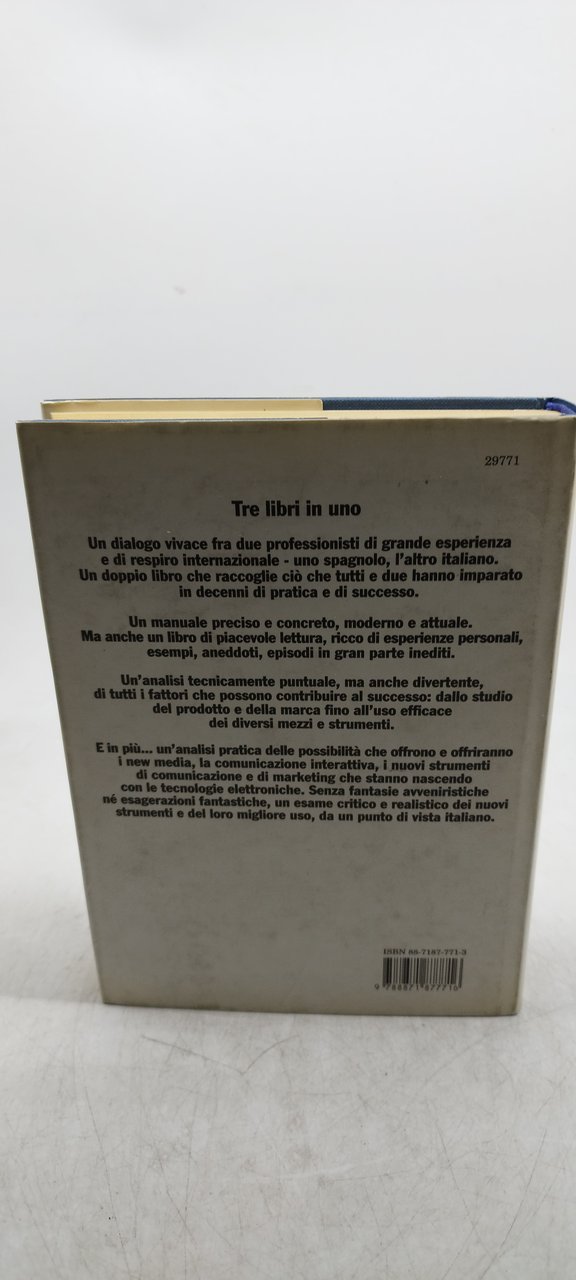 29771
Tre libri in uno
Un dialogo vivace fra due professionisti di grande esperienza
e di respiro internazionale - uno spagnolo, l'altro italiano.
Un doppio libro che raccoglie ciò che tutti e due hanno imparato
in decenni di pratica e di successo.
Un manuale preciso e concreto, moderno e attuale.
Ma anche un libro di piacevole lettura, ricco di esperienze personali,
esempi, aneddoti, episodi in gran parte inediti.
Un'analisi tecnicamente puntuale, ma anche divertente,
di tutti i fattori che possono contribuire al successo: dallo studio
del prodotto e della marca fino all'uso efficace
dei diversi mezzi e strumenti.
E in più... un'analisi pratica delle possibilità che offrono e offriranno
i new media, la comunicazione interattiva, i nuovi strumenti
di comunicazione e di marketing che stanno nascendo
con le tecnologie elettroniche. Senza fantasie avveniristiche
né esagerazioni fantastiche, un esame critico e realistico dei nuovi
strumenti e del loro migliore uso, da un punto di vista italiano.
ISBN 88-7187-771-3
9 788871 877716